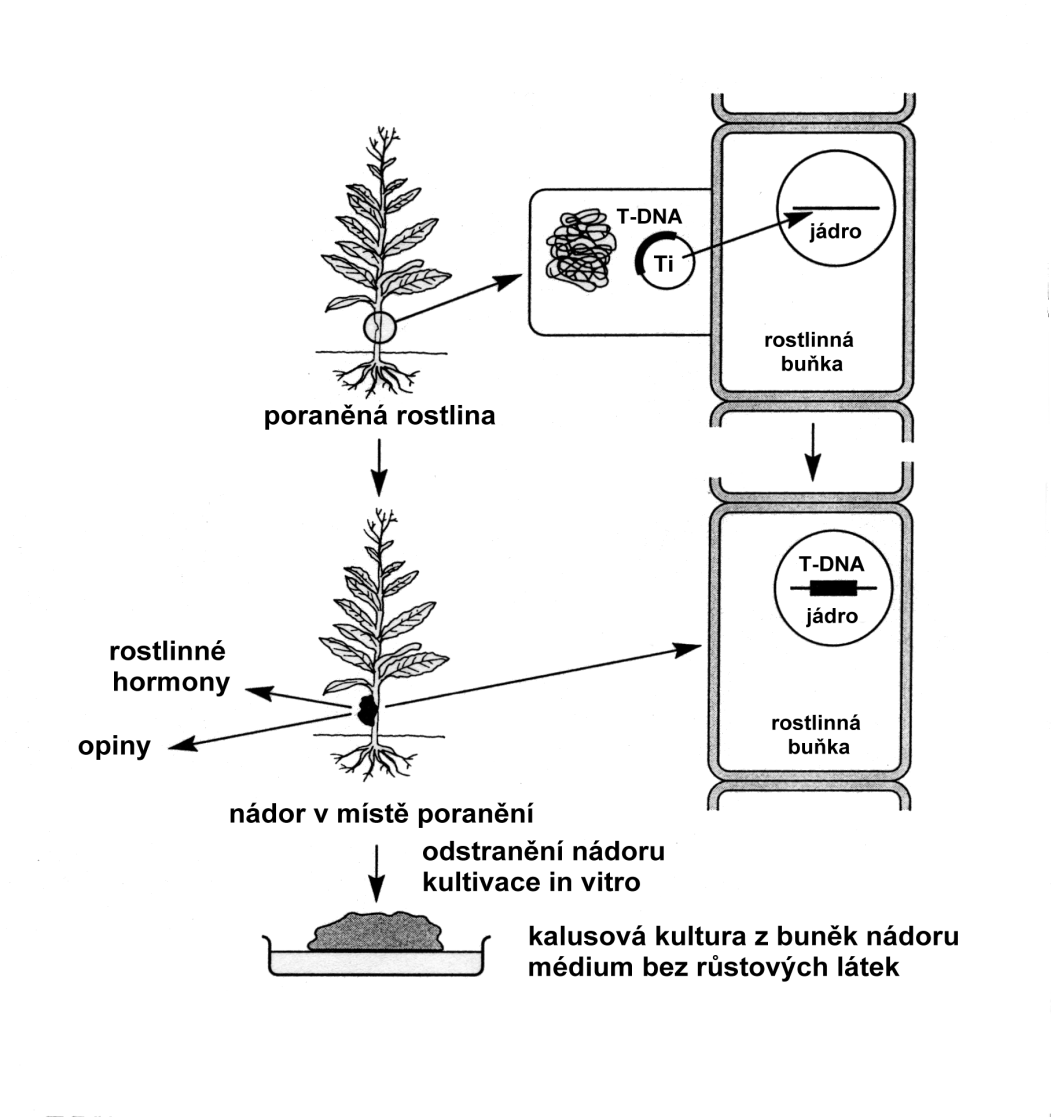 T-DNA
Ti
jádro
rostlinná
buňka
poraněná rostlina
T-DNA
jádro
rostlinné
hormony
opiny
rostlinná
buňka
nádor v místě poranění
odstranění nádoru
kultivace in vitro
kalusová kultura z buněk nádoru
médium bez růstových látek